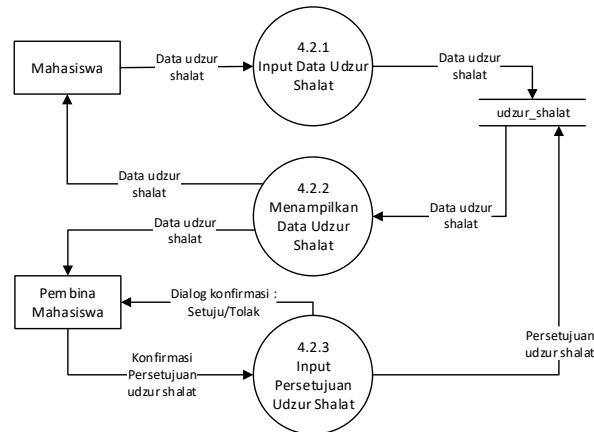 4.2.1
Input Data Udzur
Shalat
Mahasiswa
Data udzur
shalat
Data udzur
shalat
udzur_shalat
Data udzur
shalat
4.2.2
Menampilkan
Data Udzur
Shalat
Data udzur
shalat
Data udzur
shalat
Pembina
Mahasiswa
Dialog konfirmasi :
Setuju/Tolak
4.2.3
Input
Persetujuan
Udzur Shalat
Konfirmasi
Persetujuan
udzur shalat
Persetujuan
udzur shalat